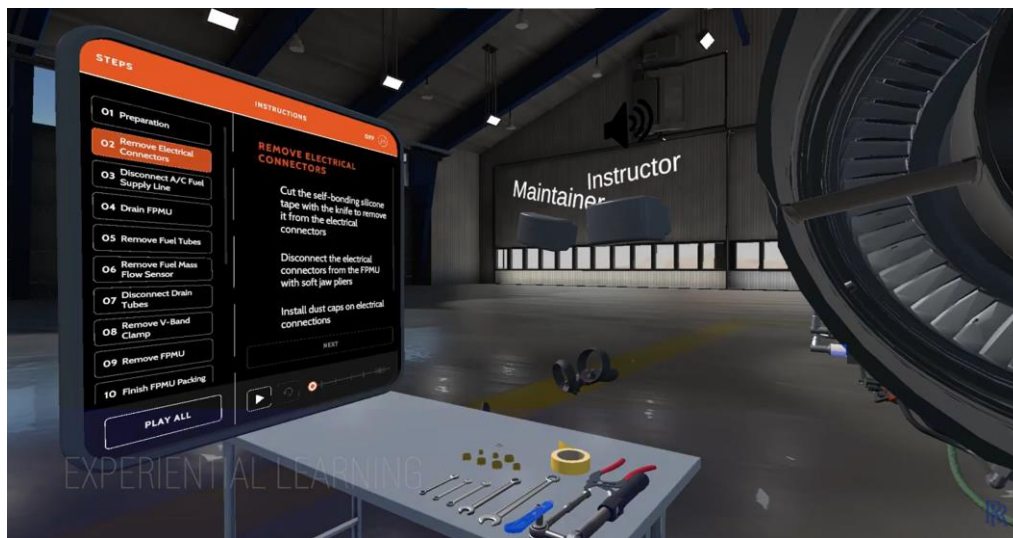 STEPS
01 Preparation
02 Remove Electrical
Connectors
03 Disconnect A/C Fuel
Supply Line
04 Drain FPMU
05 Remove Fuel Tubes
06 Remove Fuel Mass
Flow Sensor
07 Disconnect Drain
Tubes
08 Remove V-Band
Clamp
09 Remove FPMU
10 Finish FPMU Packing
PLAY ALL
INSTRUCTIONS
OFF
REMOVE ELECTRICAL
CONNECTORS
Cut the self-bonding silicone
tape with the knife to remove
it from the electrical
connectors
Disconnect the electrical
connectors from the FPMU
with soft jaw pliers
Install dust caps on electrical
connections
NEXT
Maintainer
Instructor
EXPERIENTIAL LEARNING
RR